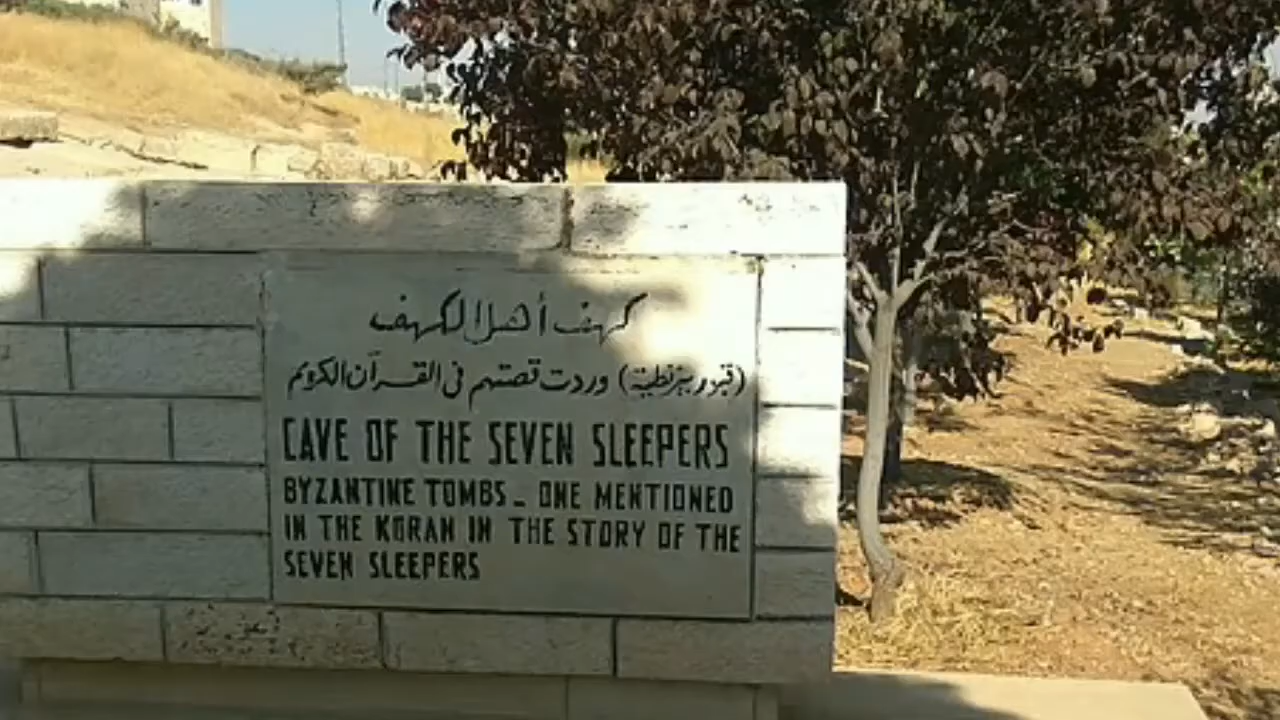 كهف أهل الكهف
(قبور بيزنطية) وردت قصتهم في القرآن الكريم
CAVE OF THE SEVEN SLEEPERS
BYZANTINE TOMBS _ ONE MENTIONED
IN THE KORAN IN THE STORY OF THE
SEVEN SLEEPERS